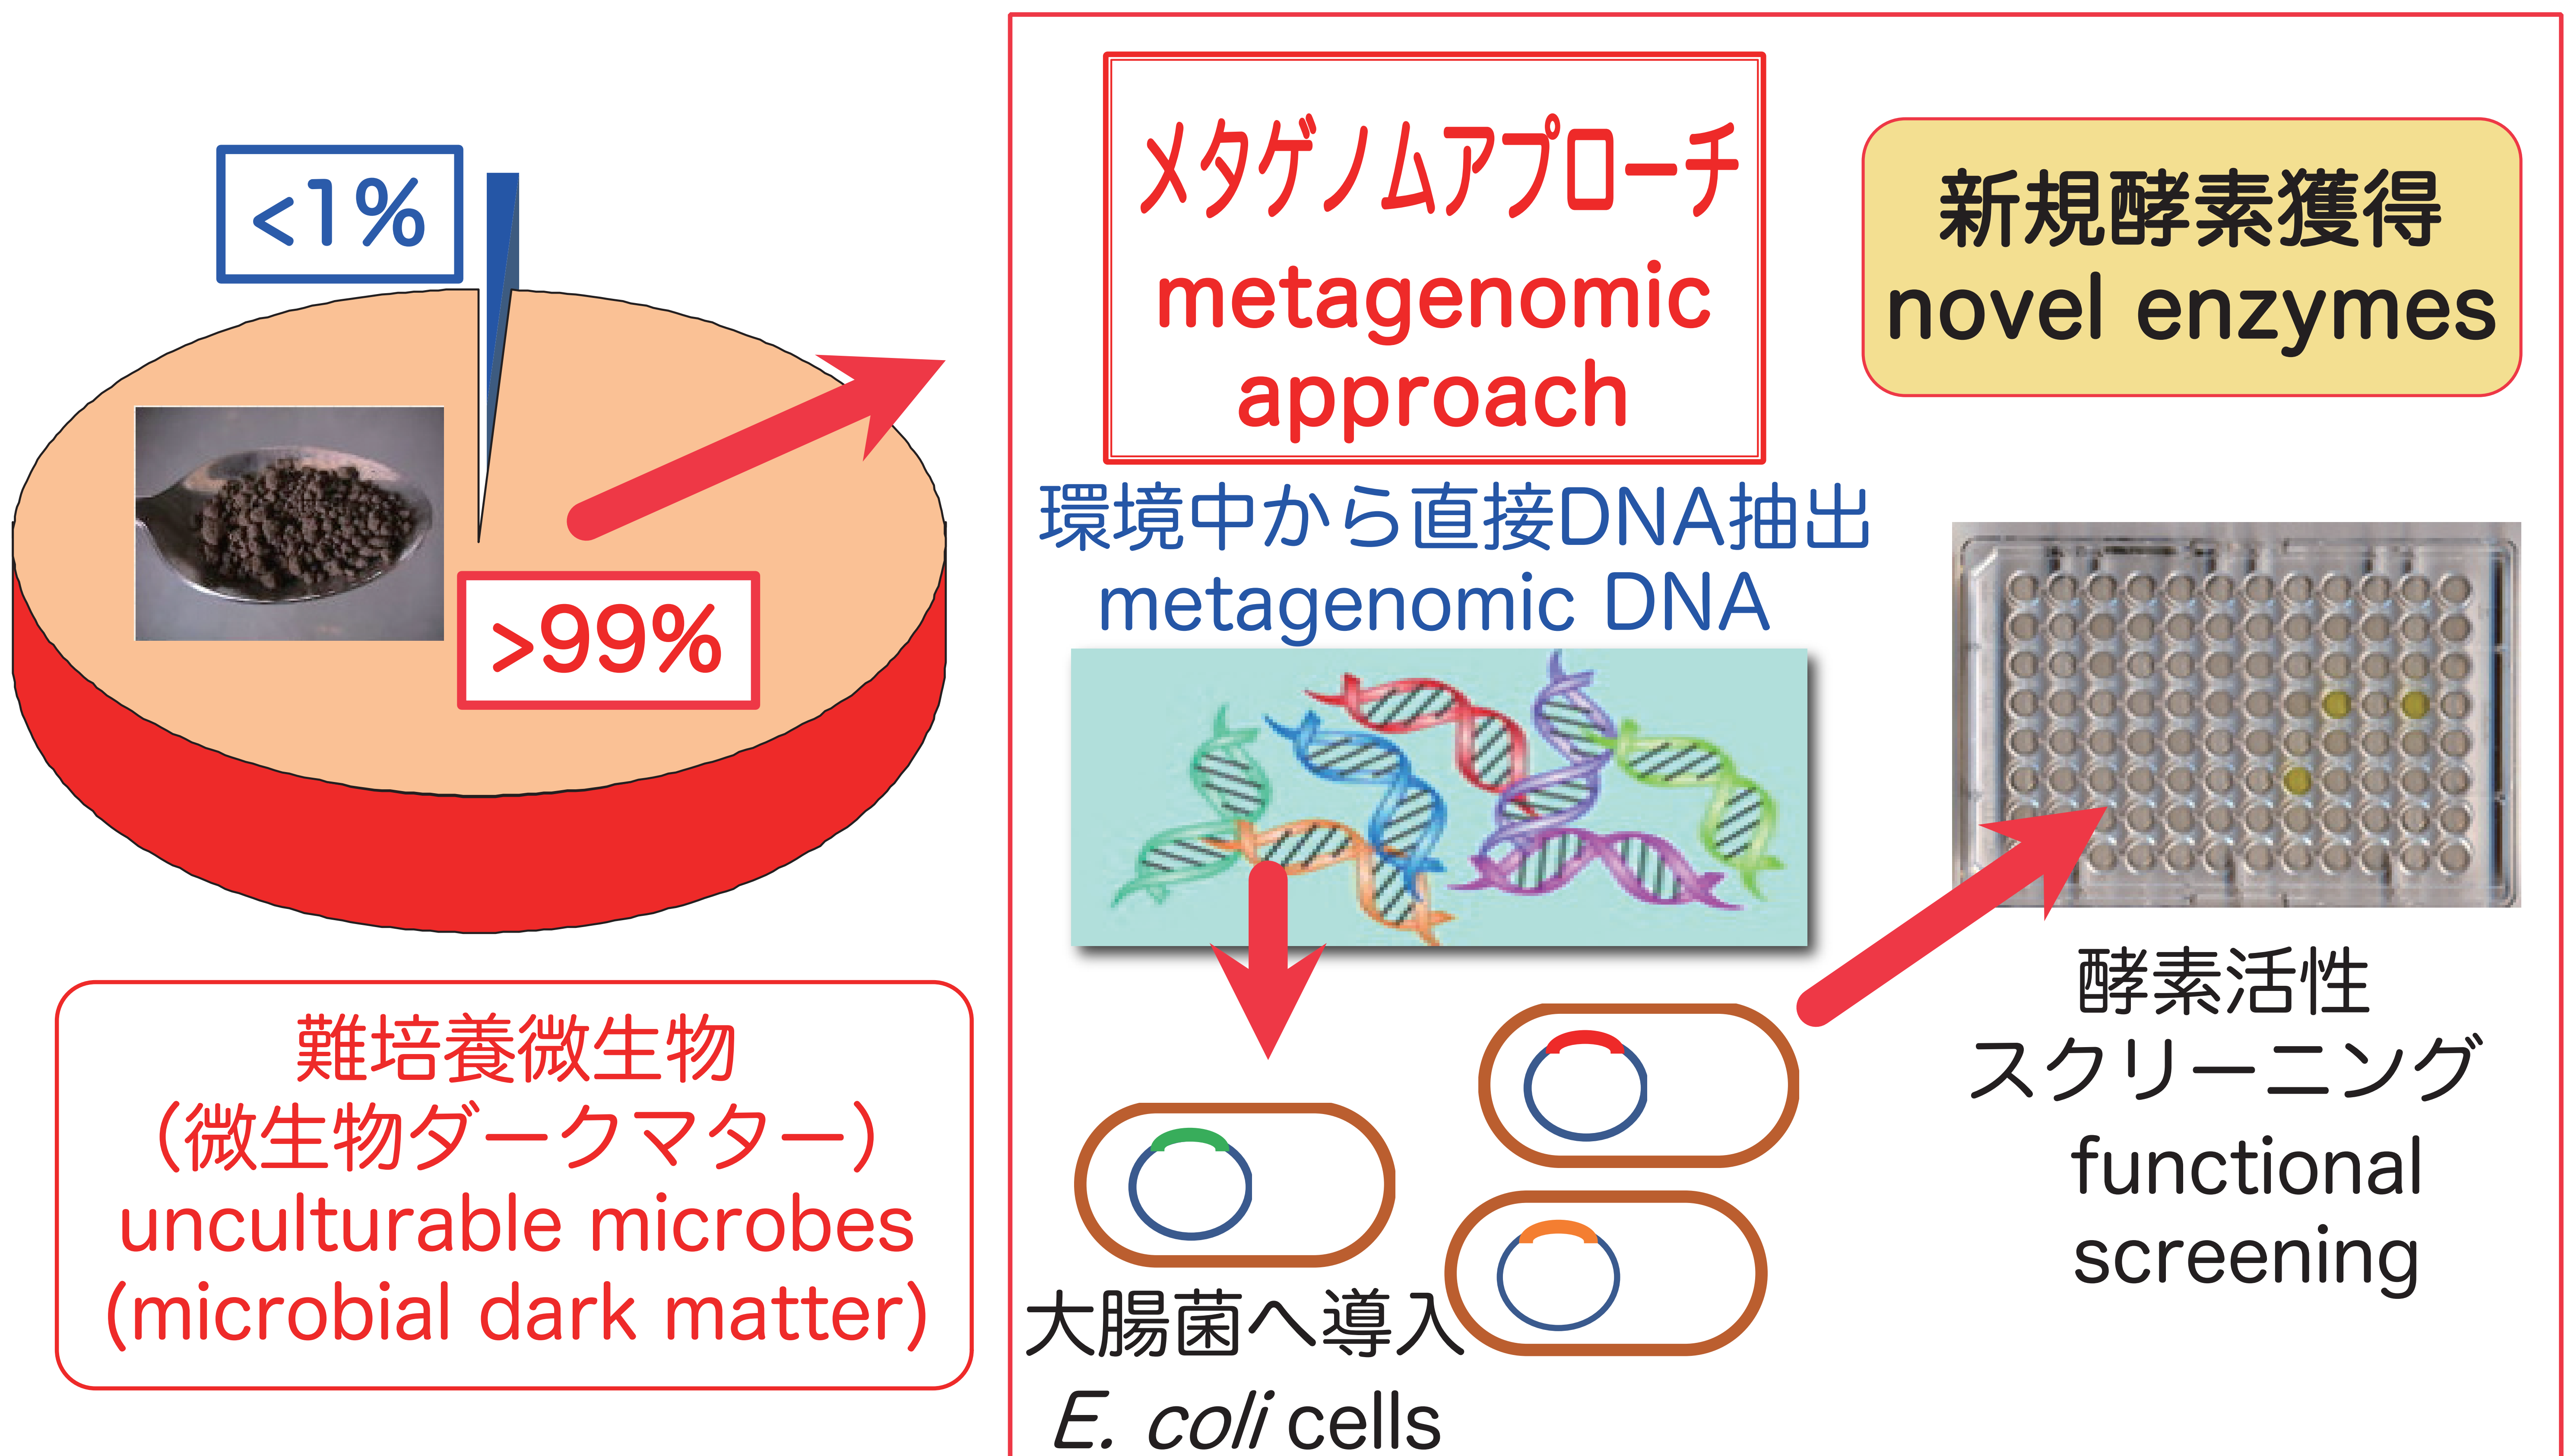 <1%
>99%
難培養微生物
（微生物ダークマター）
unculturable microbes
(microbial dark matter)
メタゲノムアプローチ
metagenomic
approach
環境中から直接DNA抽出
metagenomic DNA
大腸菌へ導入
E. coli cells
新規酵素獲得
novel enzymes
酵素活性
スクリーニング
functional
screening